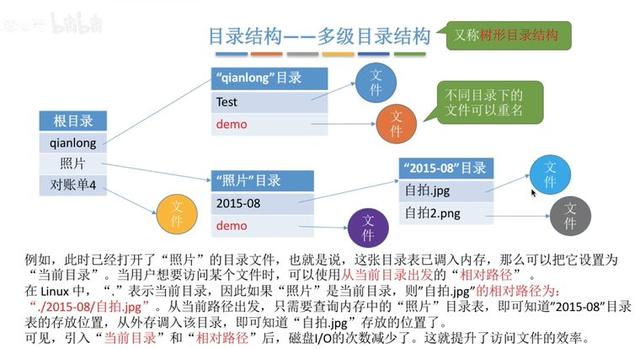 bilibili
目录结构——多级目录结构
又称树形目录结构
"qianlong"目录
Test
demo
文件
文件
不同目录下的
文件可以重名
根目录
qianlong
照片
对账单4
文件
"照片"目录
2015-08
demo
文件
"2015-08"目录
自拍.jpg
自拍2.png
文件
文件
例如，此时已经打开了“照片”的目录文件，也就是说，这张目录表已调入内存，那么可以把它设置为
“当前目录”。当用户想要访问某个文件时，可以使用从当前目录出发的“相对路径”。
在 Linux 中，“.”表示当前目录，因此如果“照片”是当前目录，则”自拍.jpg”的相对路径为：
“./2015-08/自拍.jpg”。从当前路径出发，只需要查询内存中的“照片”目录表，即可知道”2015-08”目录
表的存放位置，从外存调入该目录，即可知道“自拍.jpg”存放的位置了。
可见，引入“当前目录”和“相对路径”后，磁盘I/O的次数减少了。这就提升了访问文件的效率。